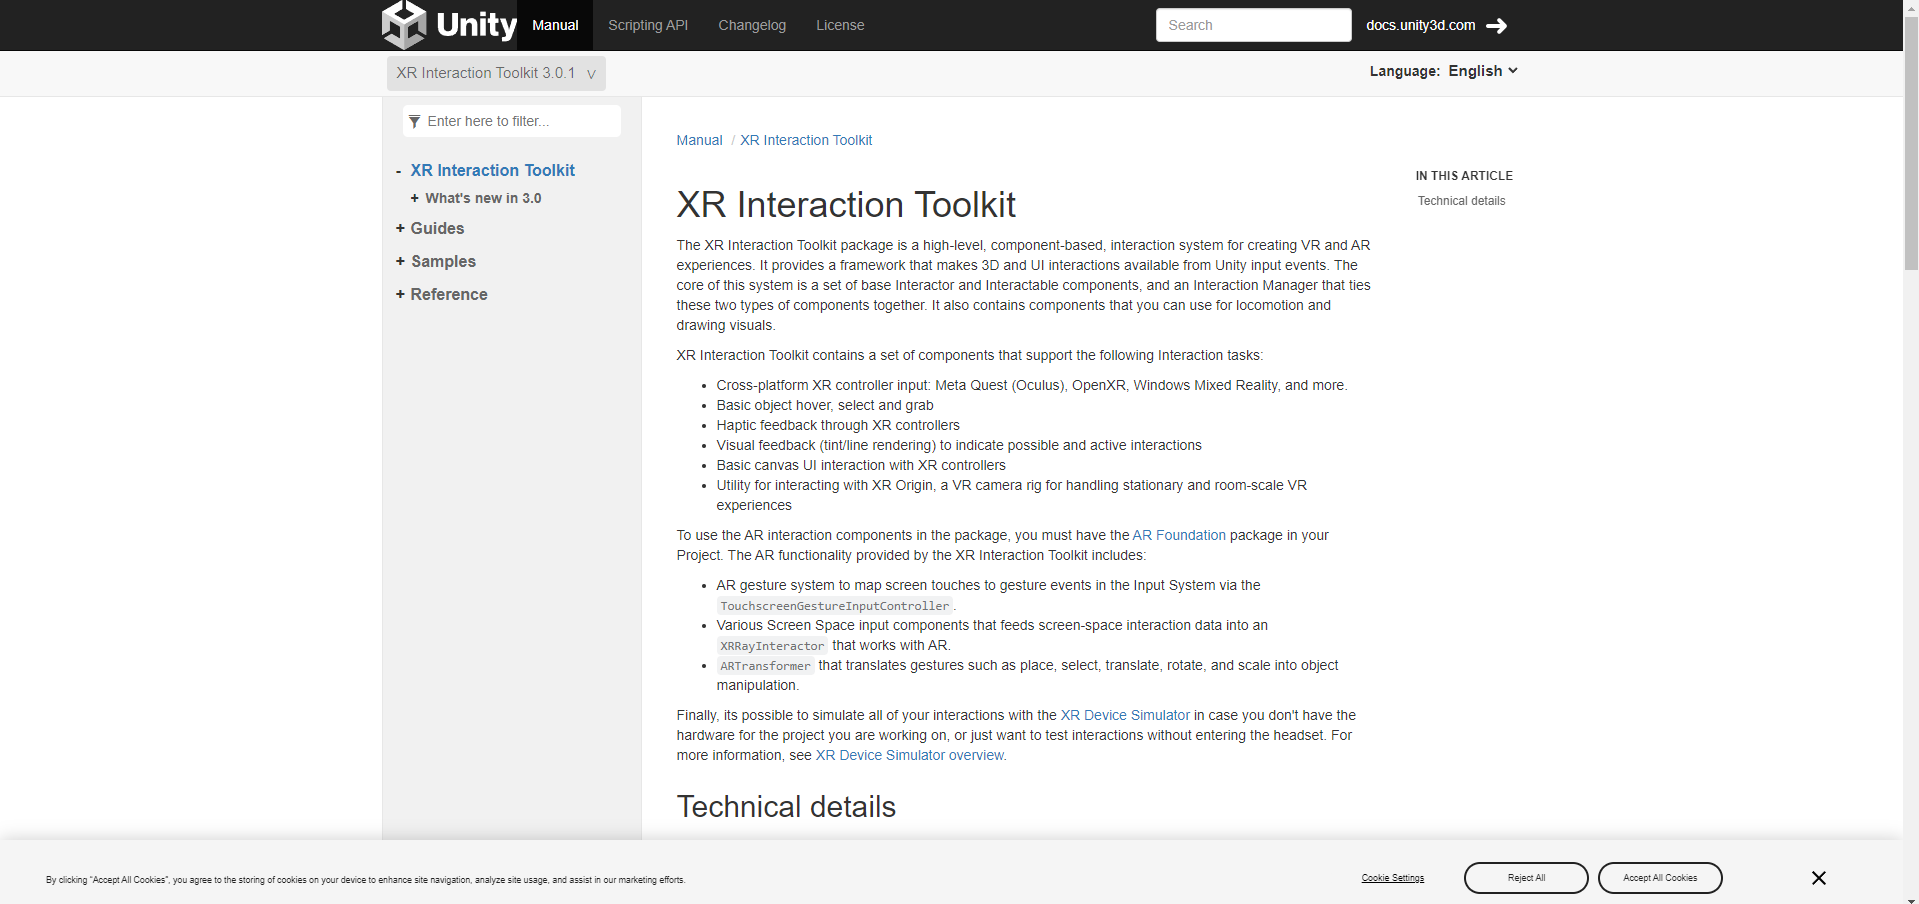 Unity
Manual
Scripting API
Changelog
License
Search
docs.unity3d.com
XR Interaction Toolkit 3.0.1
Language: English
Enter here to filter...
- XR Interaction Toolkit
+ What's new in 3.0
+ Guides
+ Samples
+ Reference
Manual / XR Interaction Toolkit
XR Interaction Toolkit
The XR Interaction Toolkit package is a high-level, component-based, interaction system for creating VR and AR
experiences. It provides a framework that makes 3D and UI interactions available from Unity input events. The
core of this system is a set of base Interactor and Interactable components, and an Interaction Manager that ties
these two types of components together. It also contains components that you can use for locomotion and
drawing visuals.
XR Interaction Toolkit contains a set of components that support the following Interaction tasks:
• Cross-platform XR controller input: Meta Quest (Oculus), OpenXR, Windows Mixed Reality, and more.
• Basic object hover, select and grab
• Haptic feedback through XR controllers
• Visual feedback (tint/line rendering) to indicate possible and active interactions
• Basic canvas UI interaction with XR controllers
• Utility for interacting with XR Origin, a VR camera rig for handling stationary and room-scale VR
experiences
To use the AR interaction components in the package, you must have the AR Foundation package in your
Project. The AR functionality provided by the XR Interaction Toolkit includes:
• AR gesture system to map screen touches to gesture events in the Input System via the
TouchscreenGestureInputController.
• Various Screen Space input components that feeds screen-space interaction data into an
XRRayInteractor that works with AR.
• ARTransformer that translates gestures such as place, select, translate, rotate, and scale into object
manipulation.
Finally, its possible to simulate all of your interactions with the XR Device Simulator in case you don't have the
hardware for the project you are working on, or just want to test interactions without entering the headset. For
more information, see XR Device Simulator overview.
Technical details
IN THIS ARTICLE
Technical details
By clicking "Accept All Cookies", you agree to the storing of cookies on your device to enhance site navigation, analyze site usage, and assist in our marketing efforts.
Cookie Settings
Reject All
Accept All Cookies